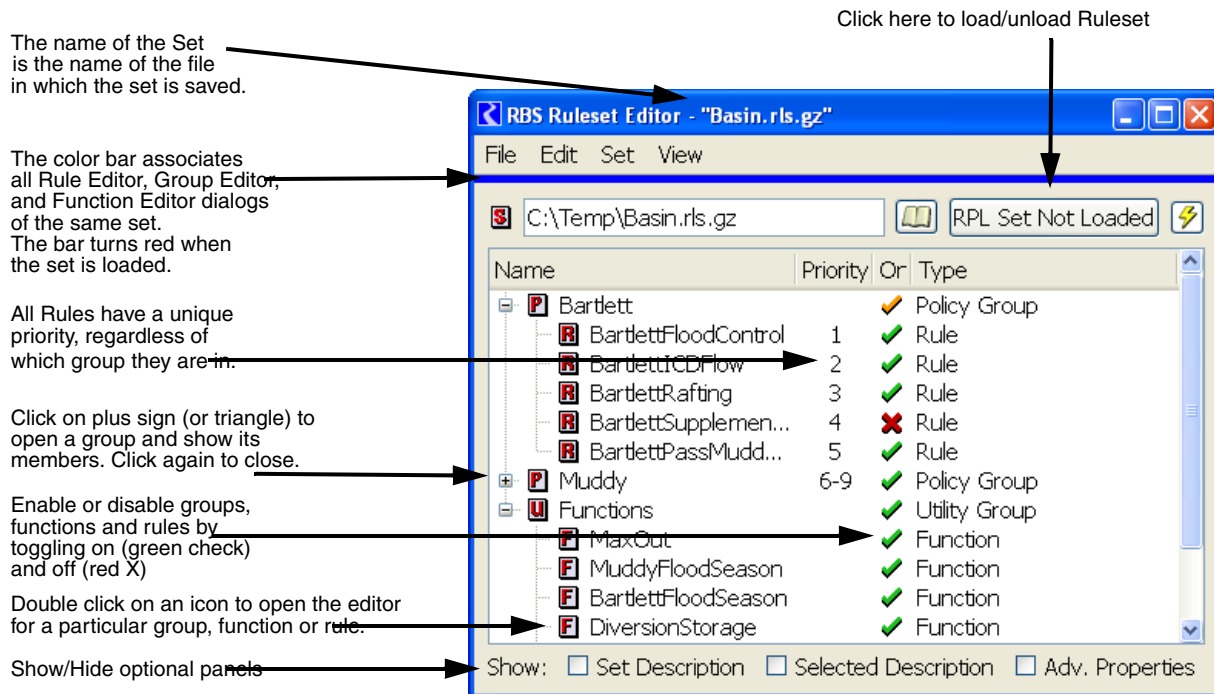 Click here to load/unload Ruleset
The name of the Set
is the name of the file
in which the set is saved.
RBS Ruleset Editor - "Basin.rls.gz"
File Edit Set View
The color bar associates
all Rule Editor, Group Editor,
and Function Editor dialogs
of the same set.
The bar turns red when
the set is loaded.
S C:\Temp\Basin.rls.gz RPL Set Not Loaded
Name Priority Or Type
P Bartlett Policy Group
R BartlettFloodControl 1 Rule
R BartlettICDFlow 2 Rule
R BartlettRafting 3 Rule
R BartlettSupplemen... 4 Rule
R BartlettPassMudd... 5 Rule
P Muddy 6-9 Policy Group
U Functions Utility Group
F MaxOut Function
F MuddyFloodSeason Function
F BartlettFloodSeason Function
F DiversionStorage Function
All Rules have a unique
priority, regardless of
which group they are in.
Click on plus sign (or triangle) to
open a group and show its
members. Click again to close.
Enable or disable groups,
functions and rules by
toggling on (green check)
and off (red X)
Double click on an icon to open the editor
for a particular group, function or rule.
Show/Hide optional panels
Show: Set Description Selected Description Adv. Properties